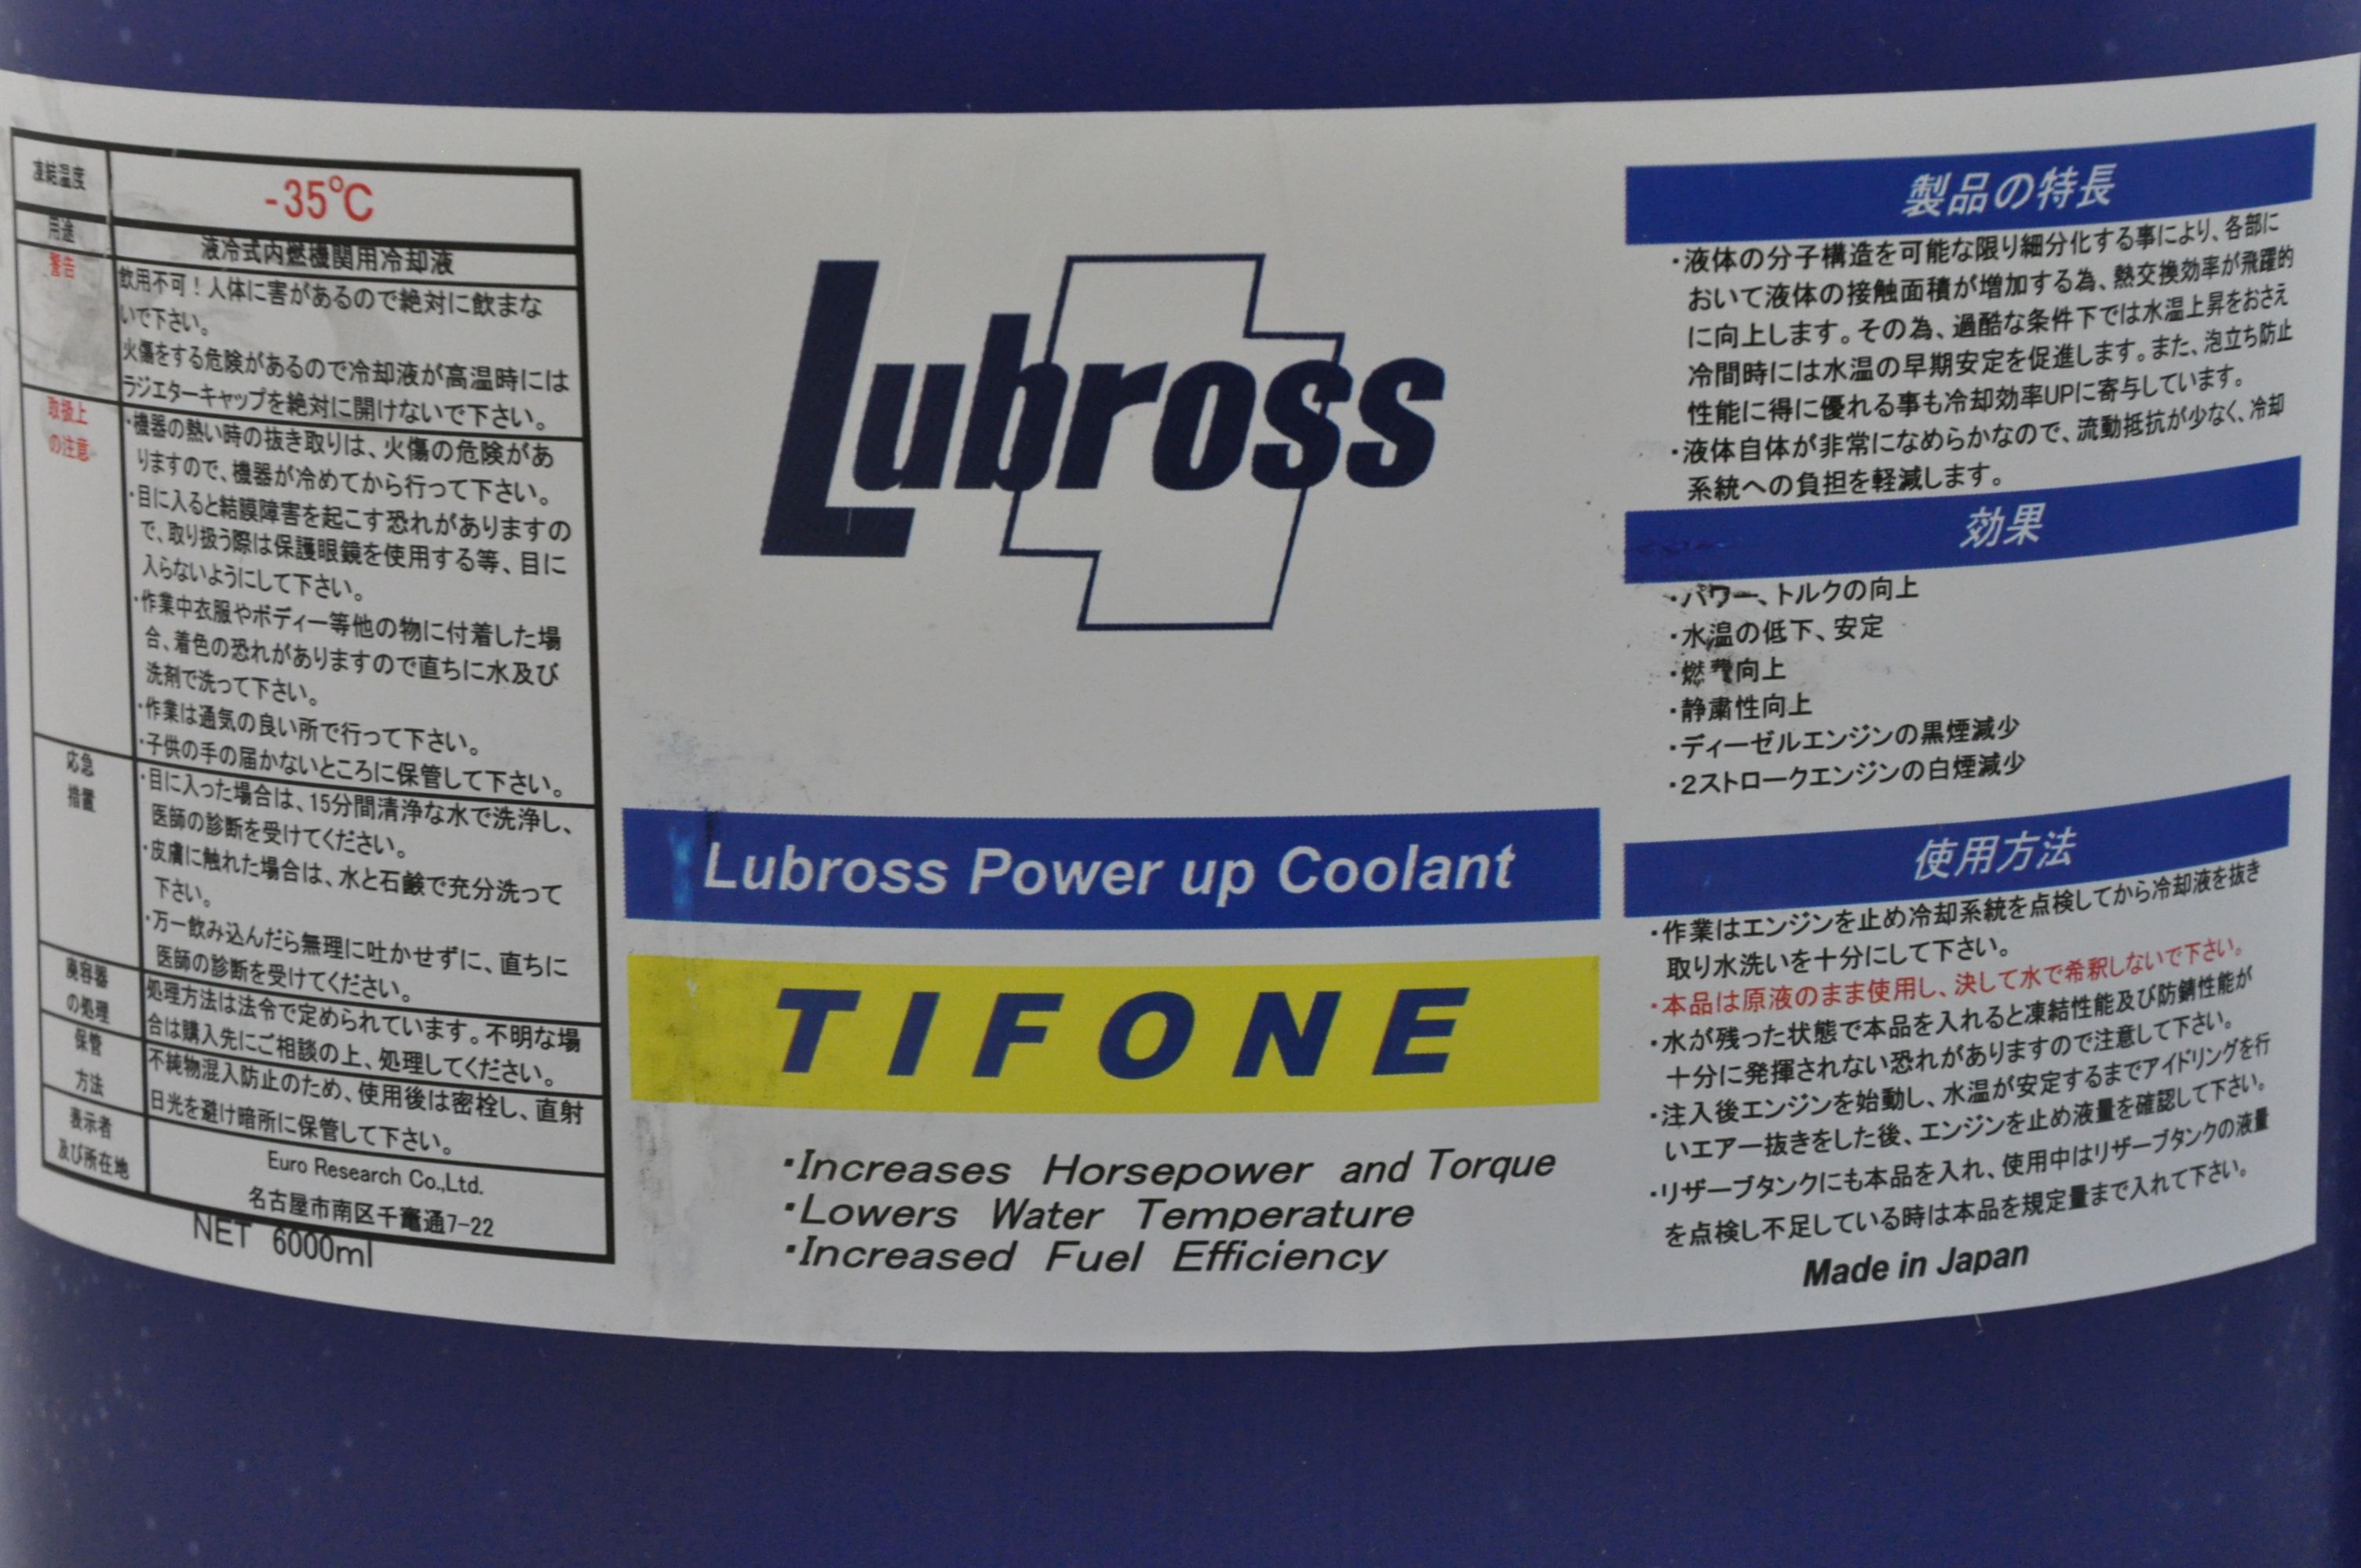 凍結温度
-35℃
用途
液冷式内燃機関用冷却液
警告
飲用不可！人体に害があるので絶対に飲まな
いで下さい。
火傷をする危険があるので冷却液が高温時には
ラジエターキャップを絶対に開けないで下さい。
取扱上
の注意
・機器の熱い時の抜き取りは、火傷の危険があ
りますので、機器が冷めてから行って下さい。
・目に入ると結膜障害を起こす恐れがありますの
で、取り扱う際は保護眼鏡を使用する等、目に
入らないようにして下さい。
・作業中衣服やボディー等他の物に付着した場
合、着色の恐れがありますので直ちに水及び
洗剤で洗って下さい。
・作業は通気の良い所で行って下さい。
・子供の手の届かないところに保管して下さい。
応急
措置
・目に入った場合は、15分間清浄な水で洗浄し、
医師の診断を受けてください。
・皮膚に触れた場合は、水と石鹸で充分洗って
下さい。
・万一飲み込んだら無理に吐かせずに、直ちに
医師の診断を受けてください。
廃容器
の処理
処理方法は法令で定められています。不明な場
合は購入先にご相談の上、処理してください。
保管
方法
不純物混入防止のため、使用後は密栓し、直射
日光を避け暗所に保管して下さい。
表示者
及び所在地
Euro Research Co.,Ltd.
名古屋市南区千竃通7-22
NET 6000ml
Lubross
Lubross Power up Coolant
TIFONE
・Increases Horsepower and Torque
・Lowers Water Temperature
・Increased Fuel Efficiency
製品の特長
・液体の分子構造を可能な限り細分化する事により、各部に
おいて液体の接触面積が増加する為、熱交換効率が飛躍的
に向上します。その為、過酷な条件下では水温上昇をおさえ
冷間時には水温の早期安定を促進します。また、泡立ち防止
性能に得に優れる事も冷却効率UPに寄与しています。
・液体自体が非常になめらかなので、流動抵抗が少なく、冷却
系統への負担を軽減します。
効果
・パワー、トルクの向上
・水温の低下、安定
・燃費向上
・静粛性向上
・ディーゼルエンジンの黒煙減少
・2ストロークエンジンの白煙減少
使用方法
・作業はエンジンを止め冷却系統を点検してから冷却液を抜き
取り水洗いを十分にして下さい。
・本品は原液のまま使用し、決して水で希釈しないで下さい。
・水が残った状態で本品を入れると凍結性能及び防錆性能が
十分に発揮されない恐れがありますので注意して下さい。
・注入後エンジンを始動し、水温が安定するまでアイドリングを行
いエアー抜きをした後、エンジンを止め液量を確認して下さい。
・リザーブタンクにも本品を入れ、使用中はリザーブタンクの液量
を点検し不足している時は本品を規定量まで入れて下さい。
Made in Japan